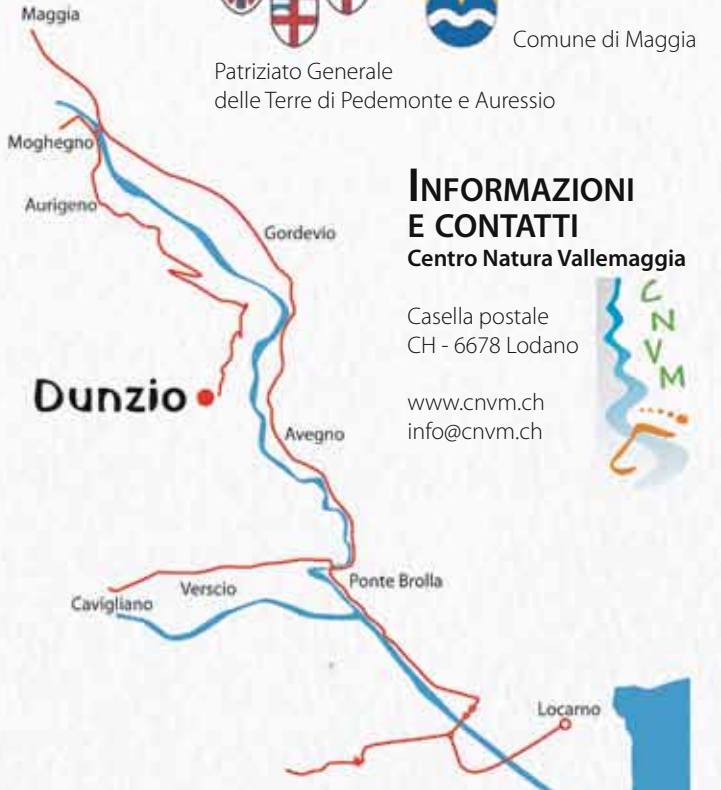 Maggia
Comune di Maggia
Patriziato Generale
delle Terre di Pedemonte e Auressio
Moghegno
Aurigeno
Gordevio
INFORMAZIONI
E CONTATTI
Centro Natura Vallemaggia
Casella postale
CH - 6678 Lodano
www.cnvm.ch
info@cnvm.ch
CNVM
Dunzio
Avegno
Ponte Brolla
Verscio
Cavigliano
Locarno